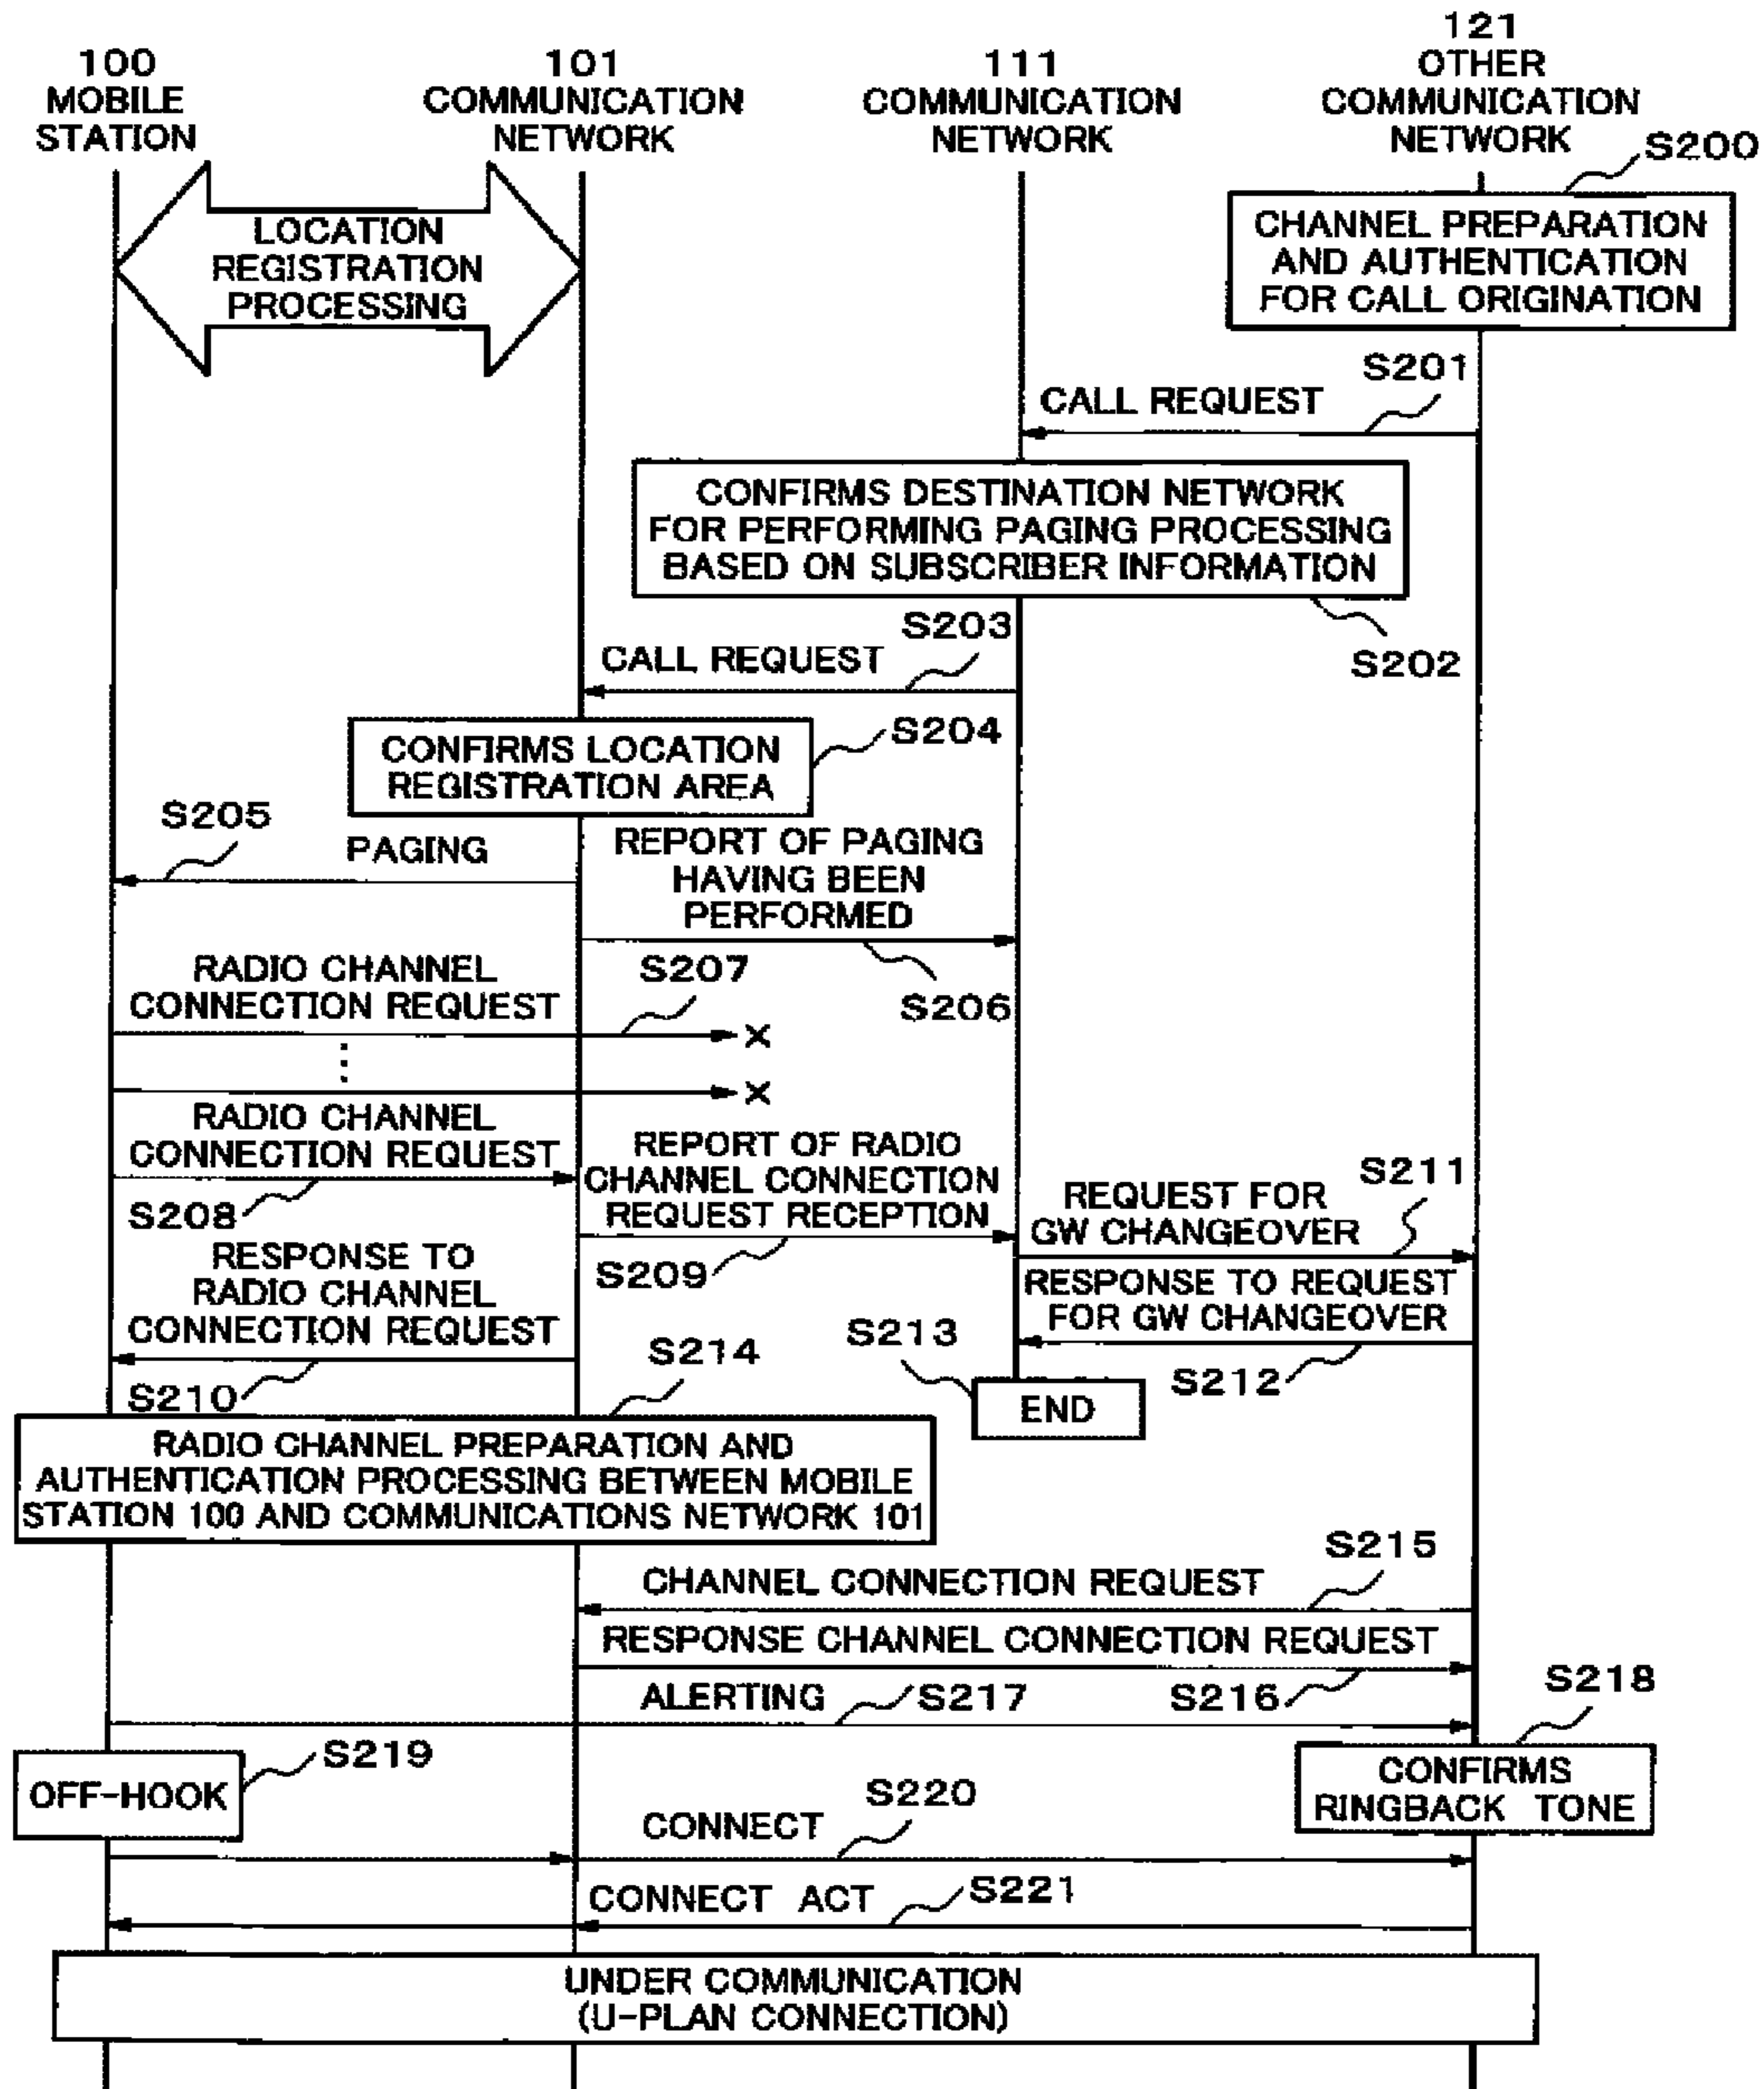 100
MOBILE
STATION
101
COMMUNICATION
NETWORK
111
COMMUNICATION
NETWORK
121
OTHER
COMMUNICATION
NETWORK
LOCATION
REGISTRATION
PROCESSING
S200
CHANNEL PREPARATION
AND AUTHENTICATION
FOR CALL ORIGINATION
S201
CALL REQUEST
CONFIRMS DESTINATION NETWORK
FOR PERFORMING PAGING PROCESSING
BASED ON SUBSCRIBER INFORMATION
S202
S203
CALL REQUEST
S204
CONFIRMS LOCATION
REGISTRATION AREA
S205
PAGING
REPORT OF PAGING
HAVING BEEN
PERFORMED
S206
RADIO CHANNEL
CONNECTION REQUEST
S207
X
⋮
X
RADIO CHANNEL
CONNECTION REQUEST
S208
REPORT OF RADIO
CHANNEL CONNECTION
REQUEST RECEPTION
S209
S211
REQUEST FOR
GW CHANGEOVER
RESPONSE TO
RADIO CHANNEL
CONNECTION REQUEST
S210
RESPONSE TO REQUEST
FOR GW CHANGEOVER
S212
S213
END
S214
RADIO CHANNEL PREPARATION AND
AUTHENTICATION PROCESSING BETWEEN MOBILE
STATION 100 AND COMMUNICATIONS NETWORK 101
S215
CHANNEL CONNECTION REQUEST
RESPONSE CHANNEL CONNECTION REQUEST
S216
ALERTING
S217
S218
CONFIRMS
RINGBACK TONE
S219
OFF-HOOK
S220
CONNECT
CONNECT ACT
S221
UNDER COMMUNICATION
(U-PLAN CONNECTION)